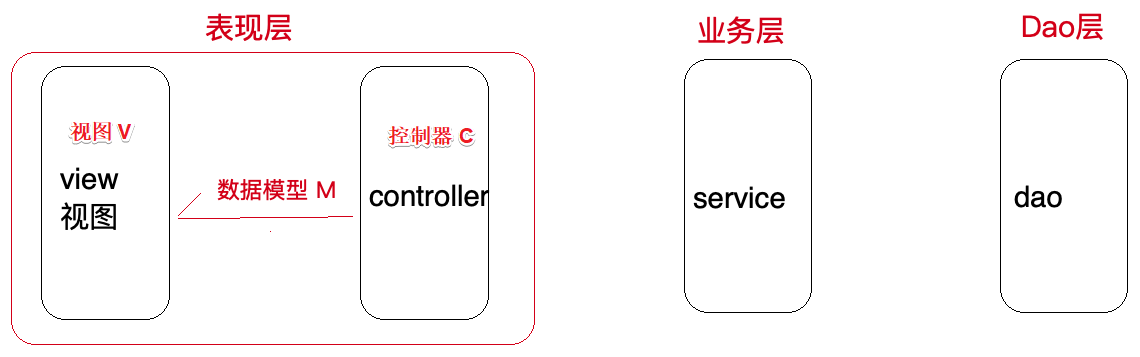 表现层
业务层
Dao层
视图 V
view
视图
数据模型 M
控制器 C
controller
service
dao